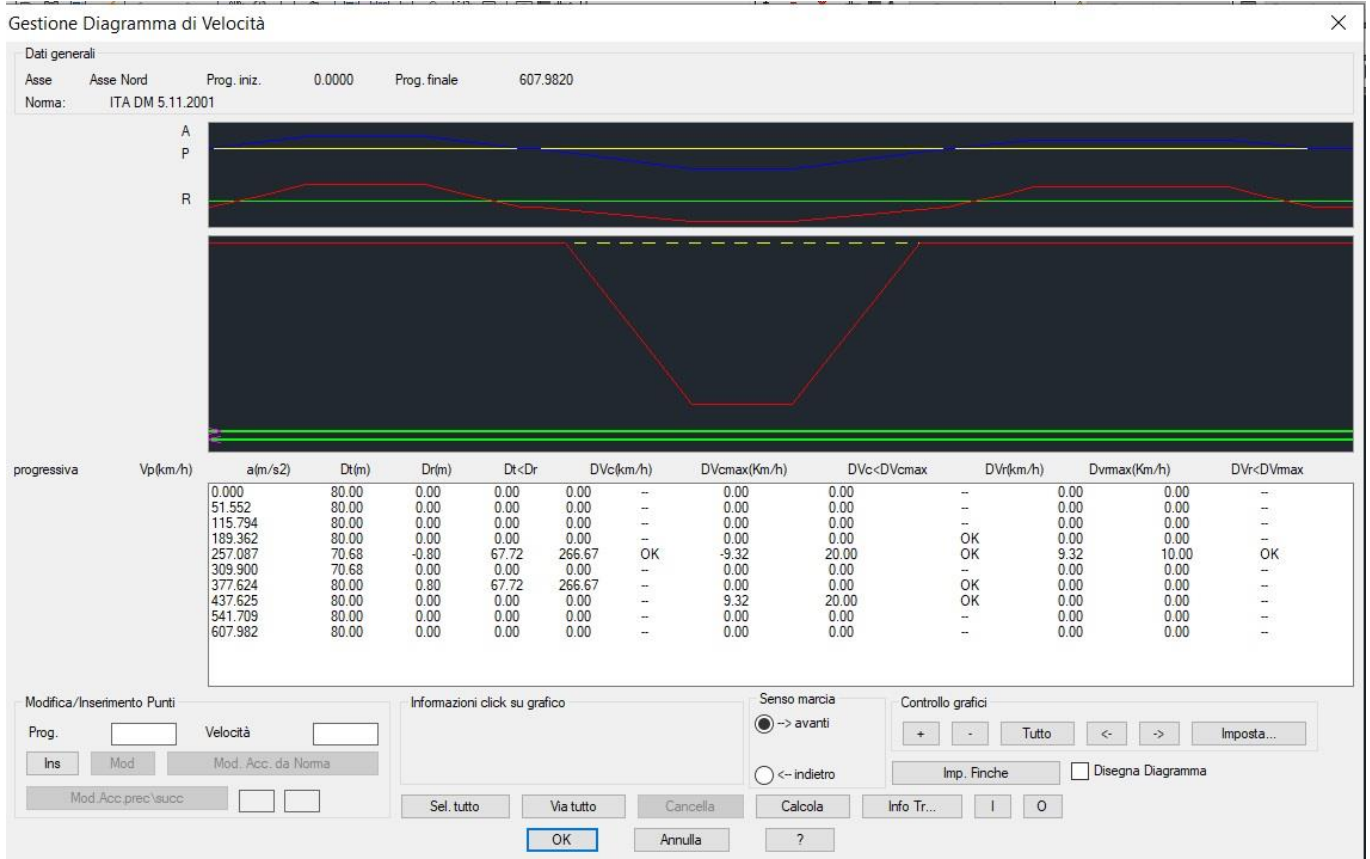 Gestione Diagramma di Velocità
Dati generali
Asse Asse Nord Prog. iniz. 0.0000 Prog. finale 607.9820
Norma: ITA DM 5.11.2001
A
P
R
progressiva Vp(km/h) a(m/s2) Dt(m) Dr(m) Dt<Dr DVc(km/h) DVcmax(Km/h) DVc<DVcmax DVr(km/h) Dvrmax(Km/h) DVr<DVrmax
0.000 80.00 0.00 0.00 0.00 -- 0.00 0.00 -- 0.00 0.00 --
51.552 80.00 0.00 0.00 0.00 -- 0.00 0.00 -- 0.00 0.00 --
115.794 80.00 0.00 0.00 0.00 -- 0.00 0.00 -- 0.00 0.00 --
189.362 80.00 0.00 0.00 0.00 -- 0.00 0.00 OK 0.00 0.00 --
257.087 70.68 -0.80 67.72 266.67 OK -9.32 20.00 OK 9.32 10.00 OK
309.900 70.68 0.00 0.00 0.00 -- 0.00 0.00 -- 0.00 0.00 --
377.624 80.00 0.80 67.72 266.67 -- 0.00 0.00 OK 0.00 0.00 --
437.625 80.00 0.00 0.00 0.00 -- 9.32 20.00 OK 0.00 0.00 --
541.709 80.00 0.00 0.00 0.00 -- 0.00 0.00 -- 0.00 0.00 --
607.982 80.00 0.00 0.00 0.00 -- 0.00 0.00 -- 0.00 0.00 --
Modifica/Inserimento Punti Informazioni click su grafico Senso marcia Controllo grafici
Prog. Velocità --> avanti + - Tutto <- -> Imposta...
Ins Mod Mod. Acc. da Norma <-- indietro Imp. Finche Disegna Diagramma
Mod.Acc.prec\succ Sel. tutto Via tutto Cancella Calcola Info Tr... I O
OK Annulla ?